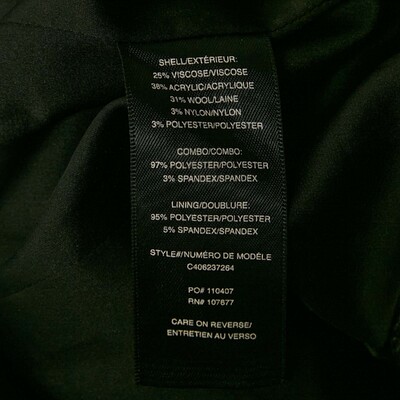 SHELL/EXTÉRIEUR:
25% VISCOSE/VISCOSE
38% ACRYLIC/ACRYLIQUE
31% WOOL/LAINE
3% NYLON/NYLON
3% POLYESTER/POLYESTER
COMBO/COMBO:
97% POLYESTER/POLYESTER
3% SPANDEX/SPANDEX
LINING/DOUBLURE:
95% POLYESTER/POLYESTER
5% SPANDEX/SPANDEX
STYLE#/NUMÉRO DE MODÈLE
C406237264
PO# 110407
RN# 107677
CARE ON REVERSE/
ENTRETIEN AU VERSO